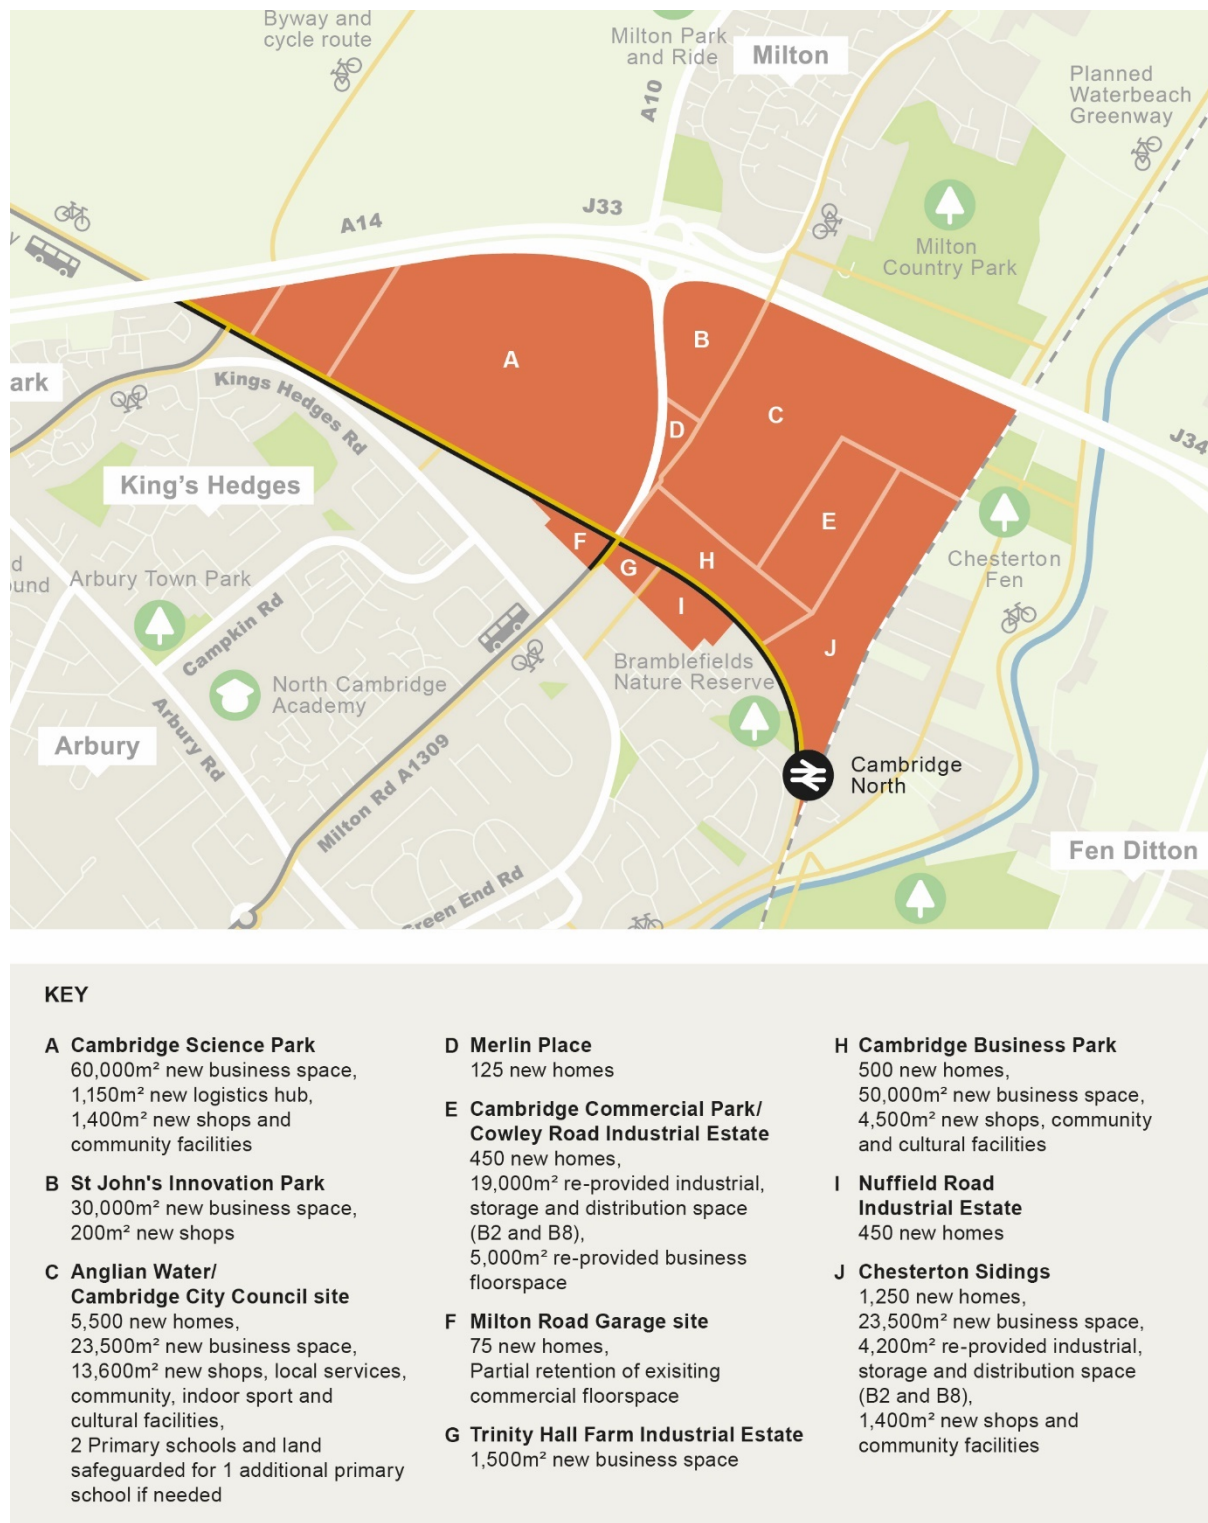 Byway and
cycle route
Milton Park
and Ride
Milton
A10
Planned
Waterbeach
Greenway
J33
A14
Milton
Country Park
ark
Kings Hedges Rd
A
B
C
D
J34
King's Hedges
E
F
G
H
I
J
Chesterton
Fen
d
und
Arbury Town Park
Campkin Rd
Bramblefields
Nature Reserve
North Cambridge
Academy
Arbury Rd
Arbury
Milton Rd A1309
Cambridge
North
Fen Ditton
Green End Rd
KEY
A Cambridge Science Park
60,000m² new business space,
1,150m² new logistics hub,
1,400m² new shops and
community facilities
B St John's Innovation Park
30,000m² new business space,
200m² new shops
C Anglian Water/
Cambridge City Council site
5,500 new homes,
23,500m² new business space,
13,600m² new shops, local services,
community, indoor sport and
cultural facilities,
2 Primary schools and land
safeguarded for 1 additional primary
school if needed
D Merlin Place
125 new homes
E Cambridge Commercial Park/
Cowley Road Industrial Estate
450 new homes,
19,000m² re-provided industrial,
storage and distribution space
(B2 and B8),
5,000m² re-provided business
floorspace
F Milton Road Garage site
75 new homes,
Partial retention of exisiting
commercial floorspace
G Trinity Hall Farm Industrial Estate
1,500m² new business space
H Cambridge Business Park
500 new homes,
50,000m² new business space,
4,500m² new shops, community
and cultural facilities
I Nuffield Road
Industrial Estate
450 new homes
J Chesterton Sidings
1,250 new homes,
23,500m² new business space,
4,200m² re-provided industrial,
storage and distribution space
(B2 and B8),
1,400m² new shops and
community facilities